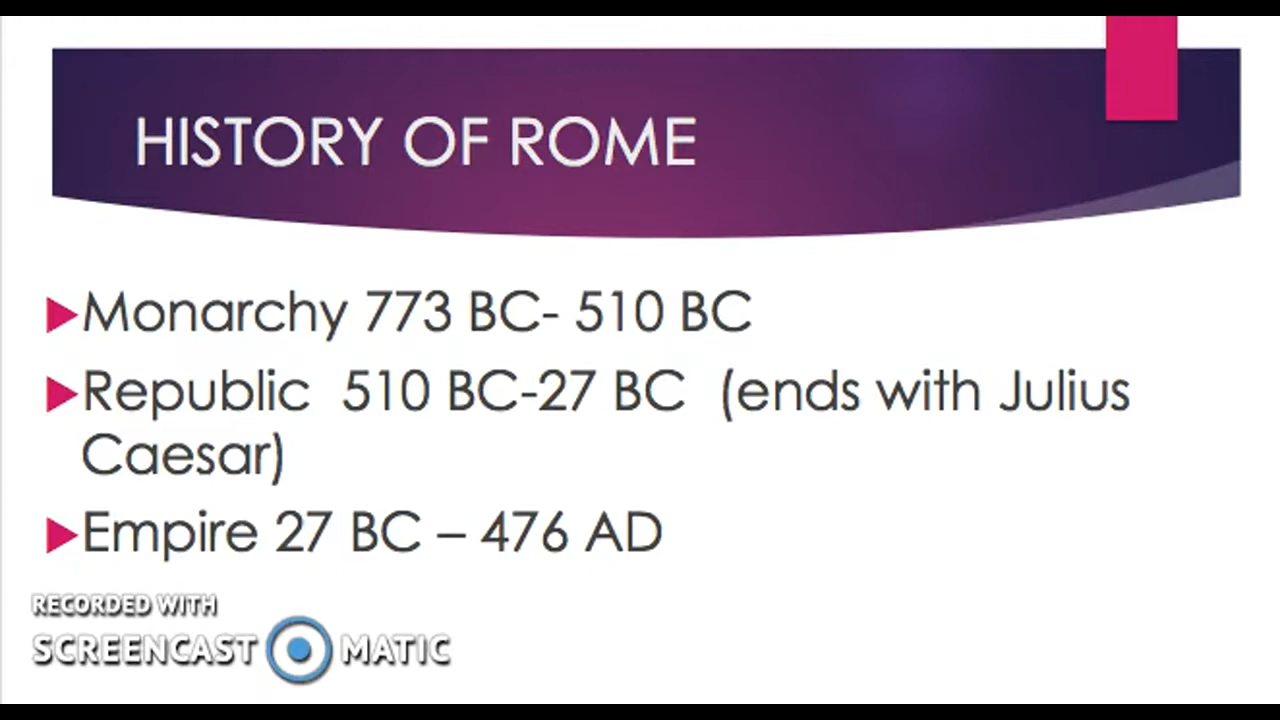 HISTORY OF ROME
Monarchy 773 BC- 510 BC
Republic  510 BC-27 BC  (ends with Julius
Caesar)
Empire 27 BC – 476 AD
RECORDED WITH
SCREENCAST MATIC